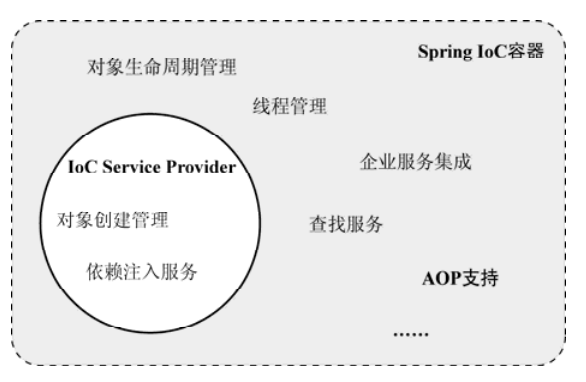 Spring IoC容器
对象生命周期管理
线程管理
企业服务集成
IoC Service Provider
对象创建管理
查找服务
依赖注入服务
AOP支持
……